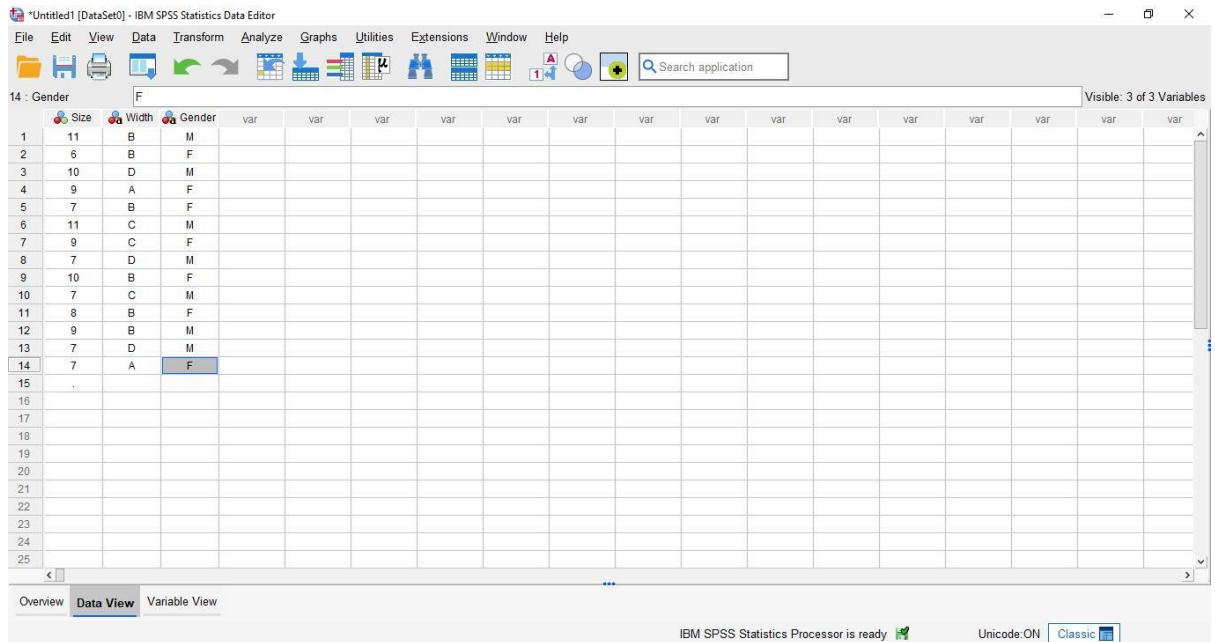 *Untitled1 [DataSet0] - IBM SPSS Statistics Data Editor
File Edit View Data Transform Analyze Graphs Utilities Extensions Window Help
Search application
14 : Gender F Visible: 3 of 3 Variables
Size Width Gender var var var var var var var var var var var var var var var
1 11 B M
2 6 B F
3 10 D M
4 9 A F
5 7 B F
6 11 C M
7 9 C F
8 7 D M
9 10 B F
10 7 C M
11 8 B F
12 9 B M
13 7 D M
14 7 A F
15 .
16
17
18
19
20
21
22
23
24
25
Overview Data View Variable View
IBM SPSS Statistics Processor is ready Unicode:ON Classic